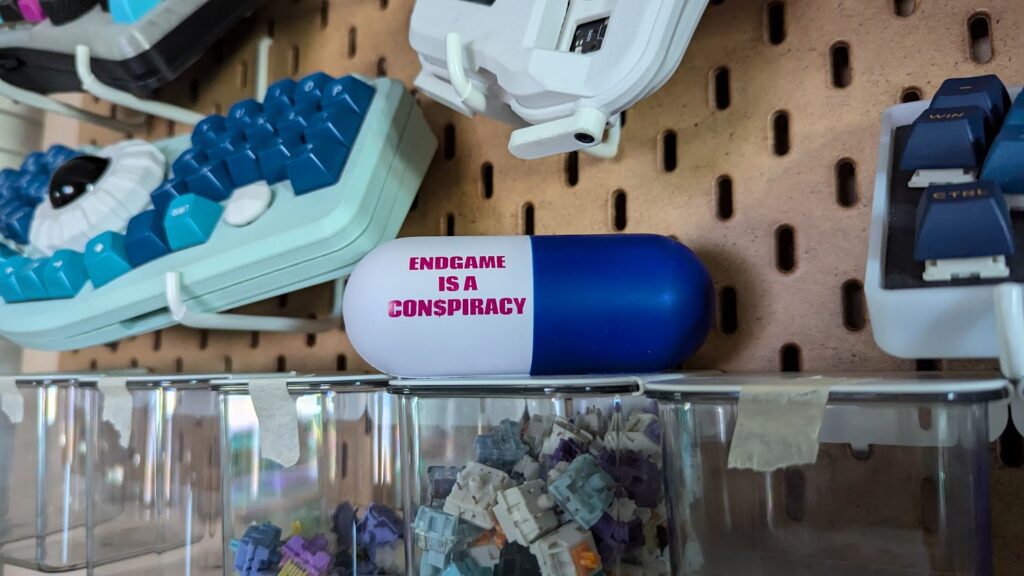 ENDGAME
IS A
CON$PIRACY
WIN
CTRL